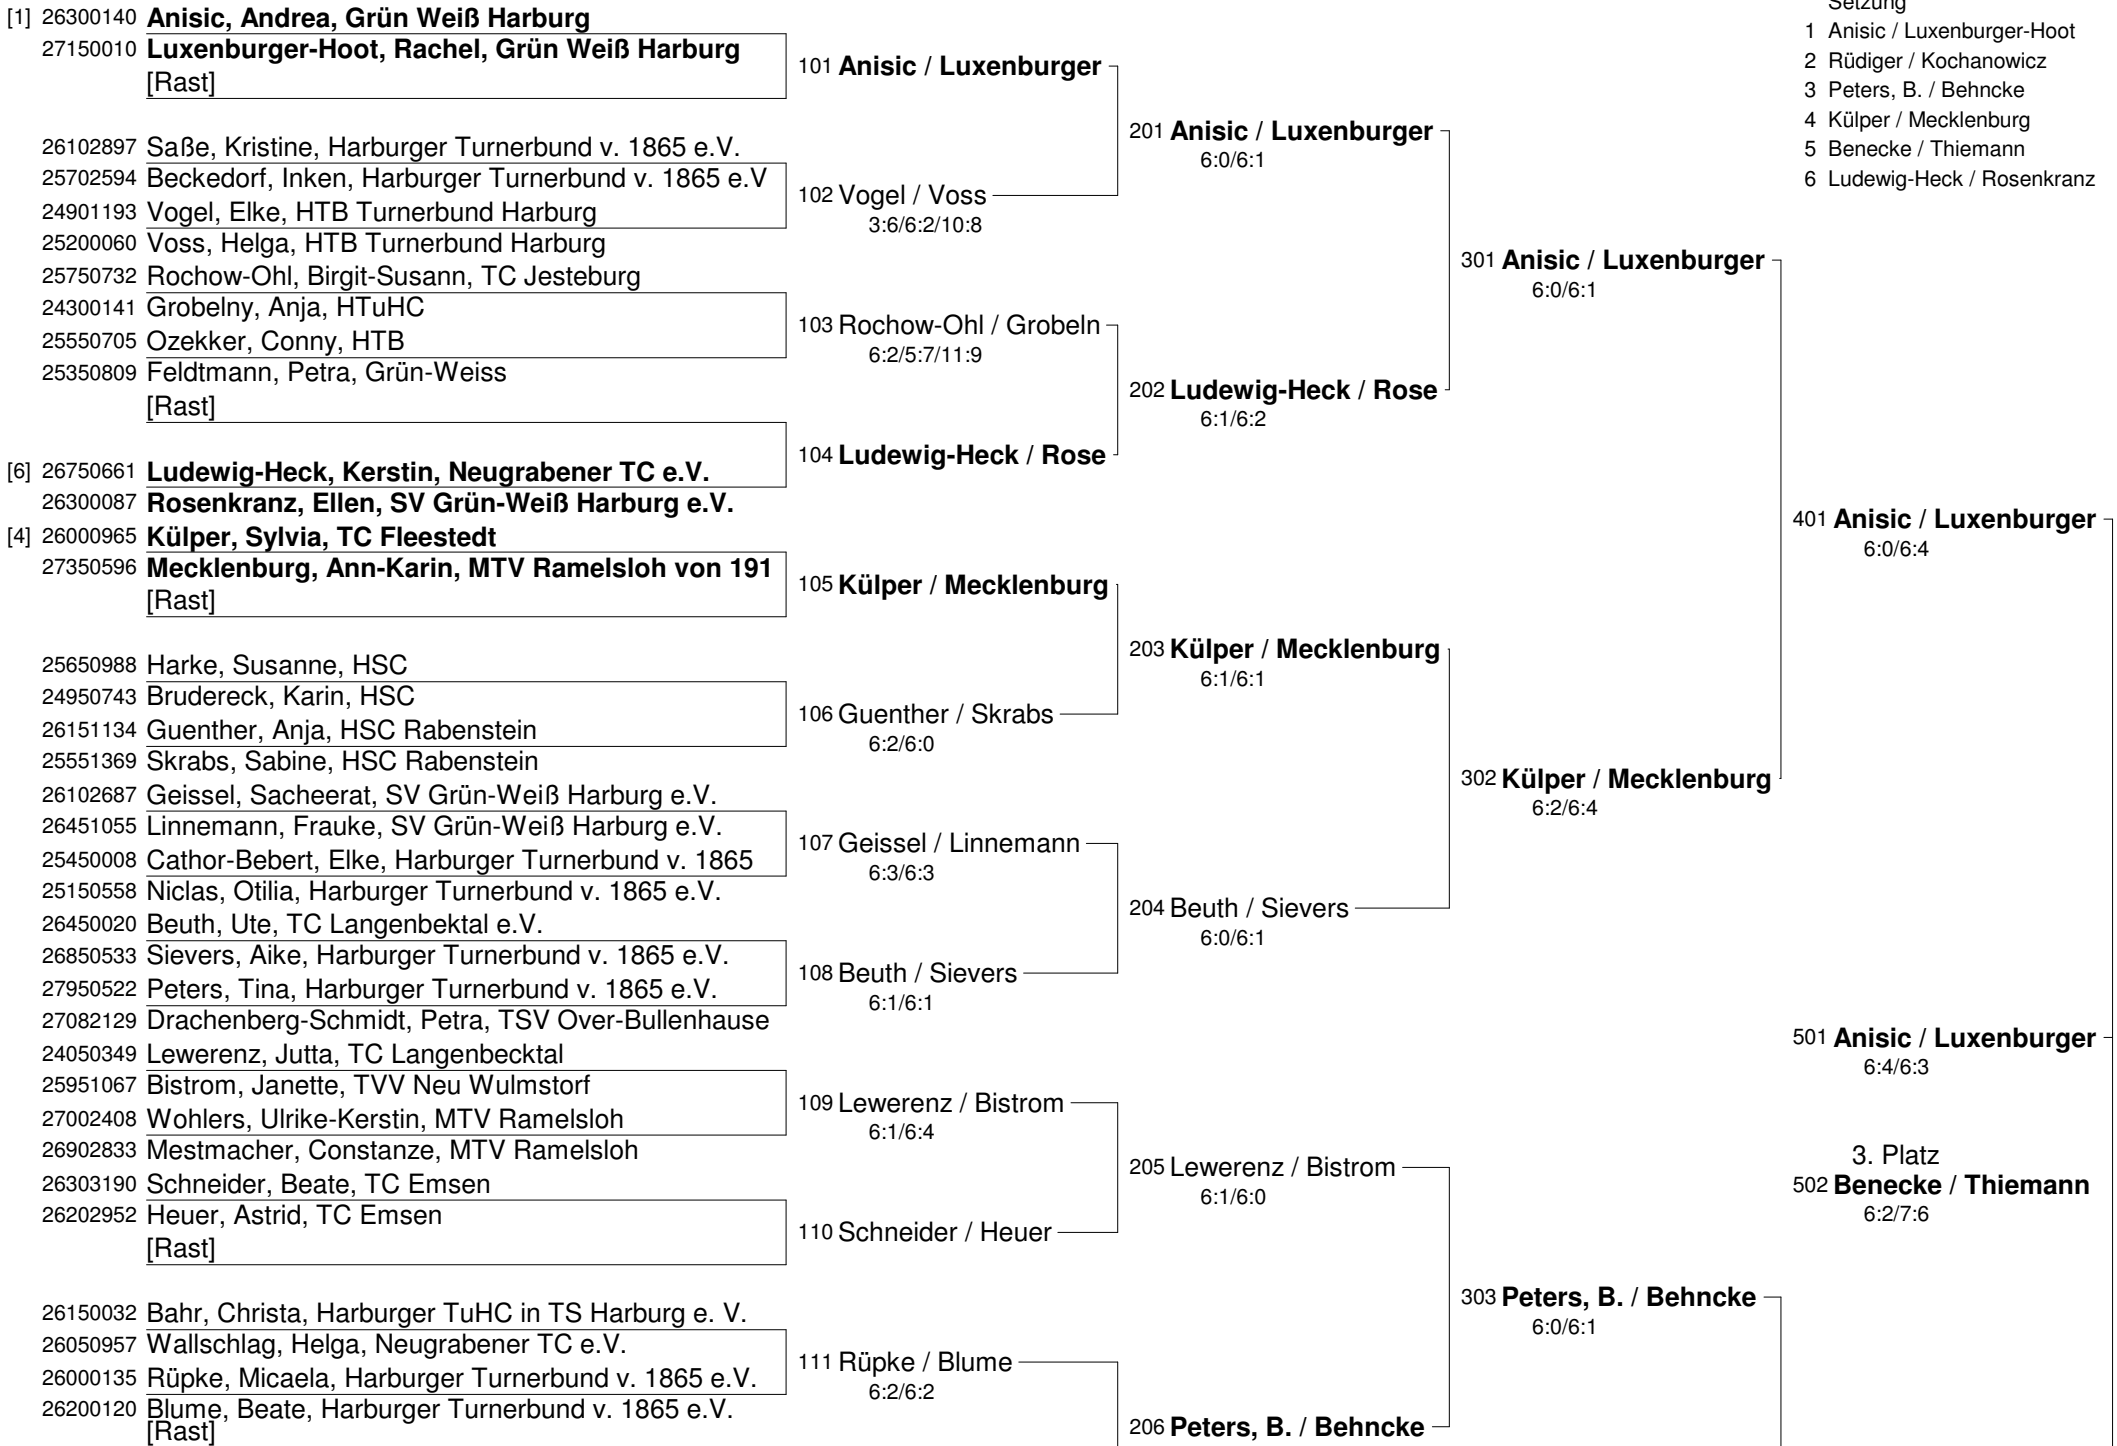 [1] 26300140 Anisic, Andrea, Grün Weiß Harburg
27150010 Luxenburger-Hoot, Rachel, Grün Weiß Harburg
[Rast]
26102897 Saße, Kristine, Harburger Turnerbund v. 1865 e.V.
25702594 Beckedorf, Inken, Harburger Turnerbund v. 1865 e.V
24901193 Vogel, Elke, HTB Turnerbund Harburg
25200060 Voss, Helga, HTB Turnerbund Harburg
25750732 Rochow-Ohl, Birgit-Susann, TC Jesteburg
24300141 Grobelny, Anja, HTuHC
25550705 Ozekker, Conny, HTB
25350809 Feldtmann, Petra, Grün-Weiss
[Rast]
[6] 26750661 Ludewig-Heck, Kerstin, Neugrabener TC e.V.
26300087 Rosenkranz, Ellen, SV Grün-Weiß Harburg e.V.
[4] 26000965 Külper, Sylvia, TC Fleestedt
27350596 Mecklenburg, Ann-Karin, MTV Ramelsloh von 191
[Rast]
25650988 Harke, Susanne, HSC
24950743 Brudereck, Karin, HSC
26151134 Guenther, Anja, HSC Rabenstein
25551369 Skrabs, Sabine, HSC Rabenstein
26102687 Geissel, Sacheerat, SV Grün-Weiß Harburg e.V.
26451055 Linnemann, Frauke, SV Grün-Weiß Harburg e.V.
25450008 Cathor-Bebert, Elke, Harburger Turnerbund v. 1865
25150558 Niclas, Otilia, Harburger Turnerbund v. 1865 e.V.
26450020 Beuth, Ute, TC Langenbektal e.V.
26850533 Sievers, Aike, Harburger Turnerbund v. 1865 e.V.
27950522 Peters, Tina, Harburger Turnerbund v. 1865 e.V.
27082129 Drachenberg-Schmidt, Petra, TSV Over-Bullenhause
24050349 Lewerenz, Jutta, TC Langenbecktal
25951067 Bistrom, Janette, TVV Neu Wulmstorf
27002408 Wohlers, Ulrike-Kerstin, MTV Ramelsloh
26902833 Mestmacher, Constanze, MTV Ramelsloh
26303190 Schneider, Beate, TC Emsen
26202952 Heuer, Astrid, TC Emsen
[Rast]
26150032 Bahr, Christa, Harburger TuHC in TS Harburg e. V.
26050957 Wallschlag, Helga, Neugrabener TC e.V.
26000135 Rüpke, Micaela, Harburger Turnerbund v. 1865 e.V.
26200120 Blume, Beate, Harburger Turnerbund v. 1865 e.V.
[Rast]
101 Anisic / Luxenburger
102 Vogel / Voss
3:6/6:2/10:8
103 Rochow-Ohl / Grobeln
6:2/5:7/11:9
104 Ludewig-Heck / Rose
105 Külper / Mecklenburg
106 Guenther / Skrabs
6:2/6:0
107 Geissel / Linnemann
6:3/6:3
108 Beuth / Sievers
6:1/6:1
109 Lewerenz / Bistrom
6:1/6:4
110 Schneider / Heuer
111 Rüpke / Blume
6:2/6:2
201 Anisic / Luxenburger
6:0/6:1
202 Ludewig-Heck / Rose
6:1/6:2
203 Külper / Mecklenburg
6:1/6:1
204 Beuth / Sievers
6:0/6:1
205 Lewerenz / Bistrom
6:1/6:0
206 Peters, B. / Behncke
301 Anisic / Luxenburger
6:0/6:1
302 Külper / Mecklenburg
6:2/6:4
303 Peters, B. / Behncke
6:0/6:1
Setzung
1 Anisic / Luxenburger-Hoot
2 Rüdiger / Kochanowicz
3 Peters, B. / Behncke
4 Külper / Mecklenburg
5 Benecke / Thiemann
6 Ludewig-Heck / Rosenkranz
401 Anisic / Luxenburger
6:0/6:4
501 Anisic / Luxenburger
6:4/6:3
3. Platz
502 Benecke / Thiemann
6:2/7:6